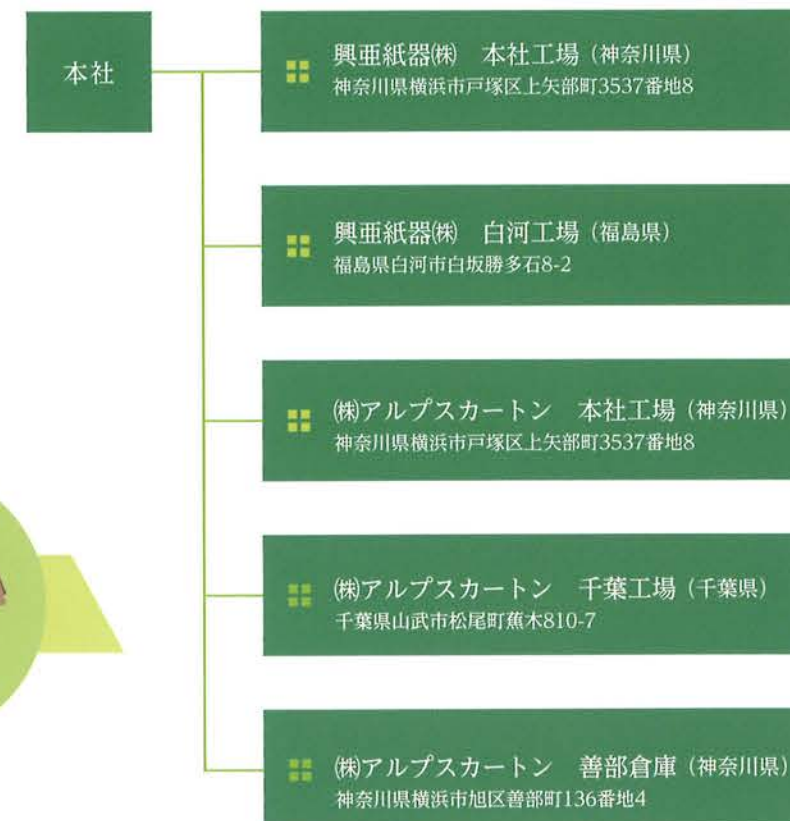 本社
興亜紙器㈱　本社工場（神奈川県）
神奈川県横浜市戸塚区上矢部町3537番地8
興亜紙器㈱　白河工場（福島県）
福島県白河市白坂勝多石8-2
㈱アルプスカートン　本社工場（神奈川県）
神奈川県横浜市戸塚区上矢部町3537番地8
㈱アルプスカートン　千葉工場（千葉県）
千葉県山武市松尾町蕪木810-7
㈱アルプスカートン　善部倉庫（神奈川県）
神奈川県横浜市旭区善部町136番地4